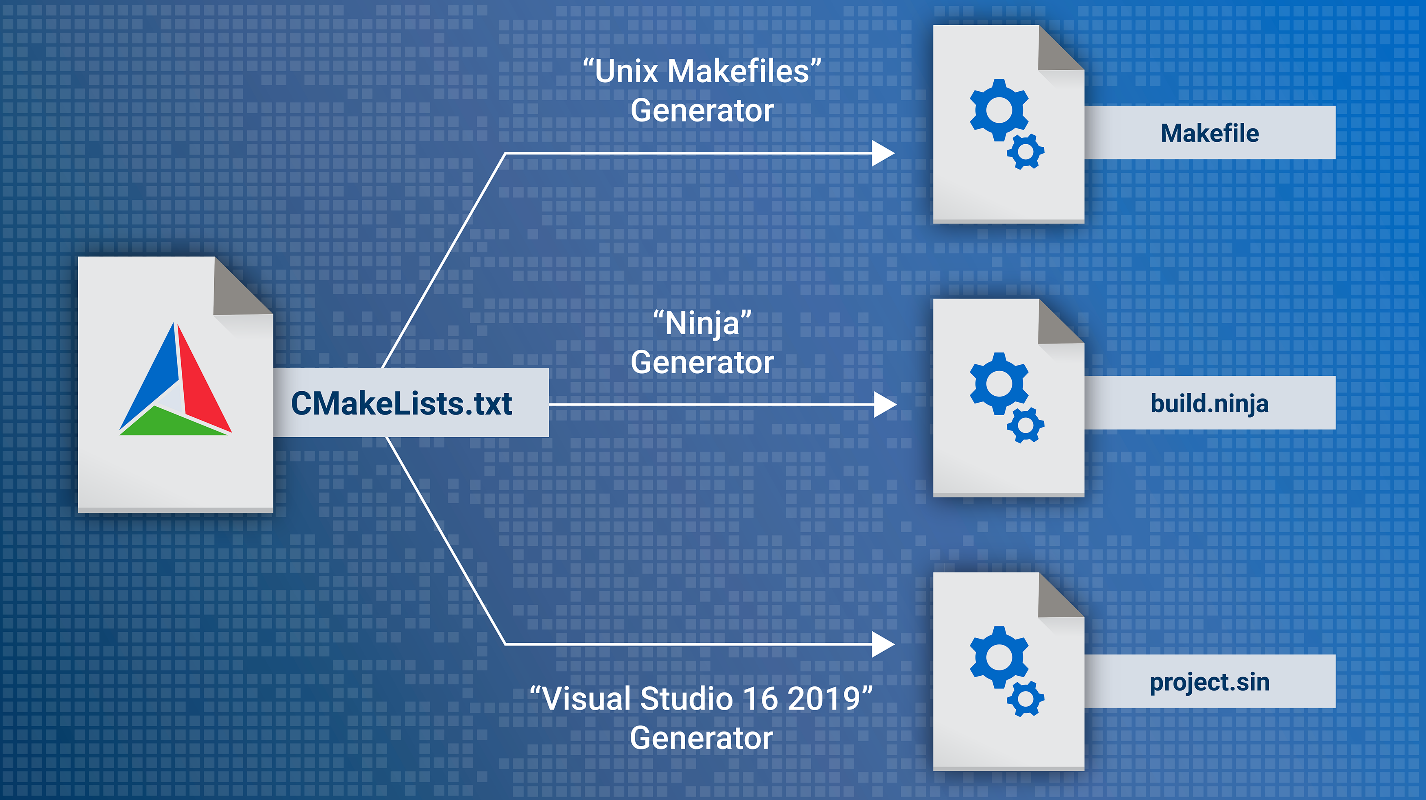 “Unix Makefiles”
Generator
Makefile
“Ninja”
Generator
CMakeLists.txt
build.ninja
project.sin
“Visual Studio 16 2019”
Generator